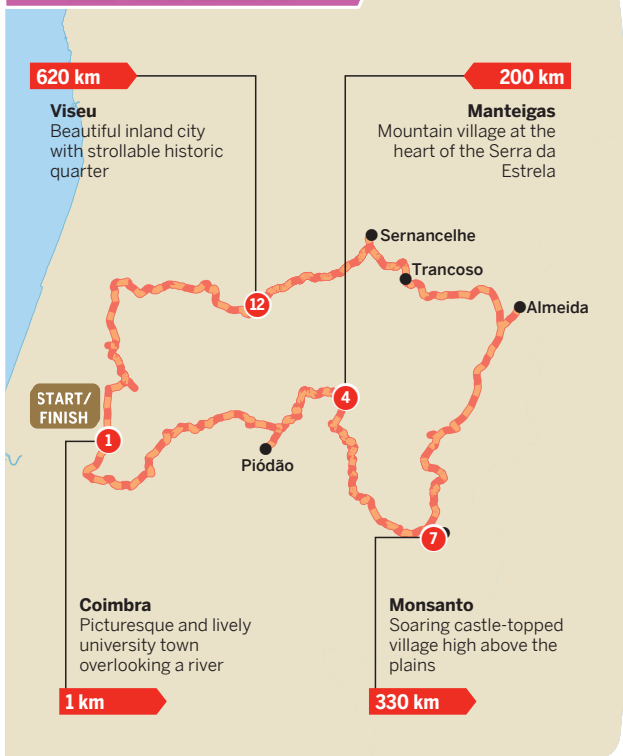 620 km
Viseu
Beautiful inland city
with strollable historic
quarter
200 km
Manteigas
Mountain village at the
heart of the Serra da
Estrela
Sernancelhe
Trancoso
Almeida
12
4
START/
FINISH
1
Piódão
7
Coimbra
Picturesque and lively
university town
overlooking a river
1 km
Monsanto
Soaring castle-topped
village high above the
plains
330 km